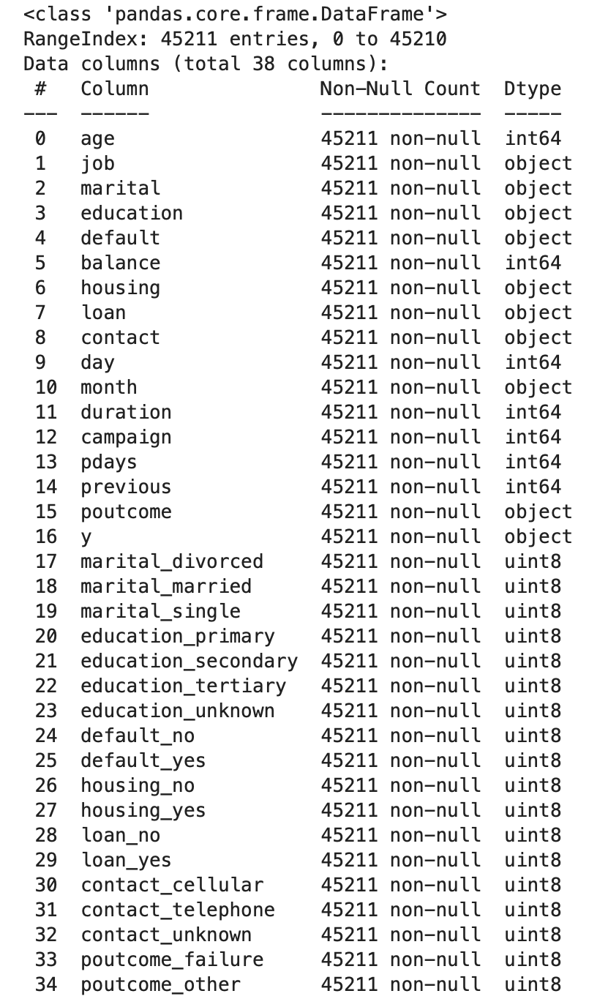 <class 'pandas.core.frame.DataFrame'>
RangeIndex: 45211 entries, 0 to 45210
Data columns (total 38 columns):
 #   Column               Non-Null Count  Dtype
---  ------               --------------  -----
 0   age                  45211 non-null  int64
 1   job                  45211 non-null  object
 2   marital              45211 non-null  object
 3   education            45211 non-null  object
 4   default              45211 non-null  object
 5   balance              45211 non-null  int64
 6   housing              45211 non-null  object
 7   loan                 45211 non-null  object
 8   contact              45211 non-null  object
 9   day                  45211 non-null  int64
 10  month                45211 non-null  object
 11  duration             45211 non-null  int64
 12  campaign             45211 non-null  int64
 13  pdays                45211 non-null  int64
 14  previous             45211 non-null  int64
 15  poutcome             45211 non-null  object
 16  y                    45211 non-null  object
 17  marital_divorced     45211 non-null  uint8
 18  marital_married      45211 non-null  uint8
 19  marital_single       45211 non-null  uint8
 20  education_primary    45211 non-null  uint8
 21  education_secondary  45211 non-null  uint8
 22  education_tertiary   45211 non-null  uint8
 23  education_unknown    45211 non-null  uint8
 24  default_no           45211 non-null  uint8
 25  default_yes          45211 non-null  uint8
 26  housing_no           45211 non-null  uint8
 27  housing_yes          45211 non-null  uint8
 28  loan_no              45211 non-null  uint8
 29  loan_yes             45211 non-null  uint8
 30  contact_cellular     45211 non-null  uint8
 31  contact_telephone    45211 non-null  uint8
 32  contact_unknown      45211 non-null  uint8
 33  poutcome_failure     45211 non-null  uint8
 34  poutcome_other       45211 non-null  uint8